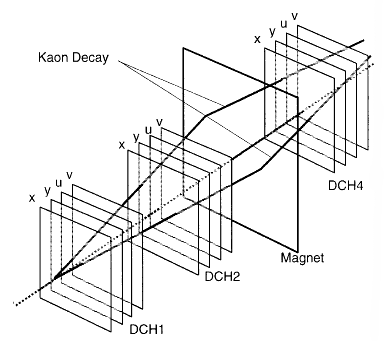 x y u v
Kaon Decay
x y u v
x y u v
DCH4
Magnet
DCH2
DCH1